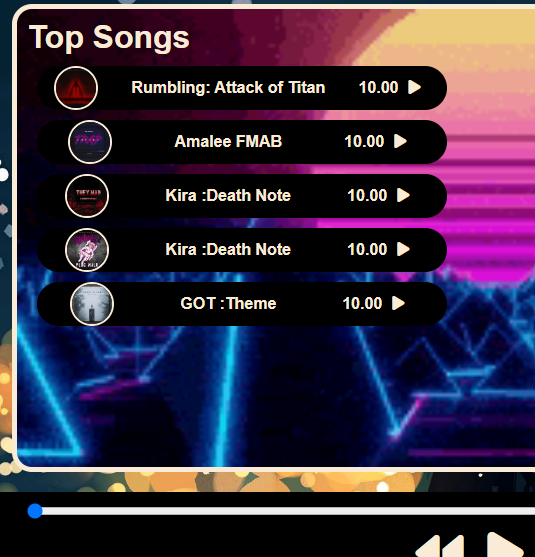 Top Songs
Rumbling: Attack of Titan 10.00
Amalee FMAB 10.00
Kira :Death Note 10.00
Kira :Death Note 10.00
GOT :Theme 10.00